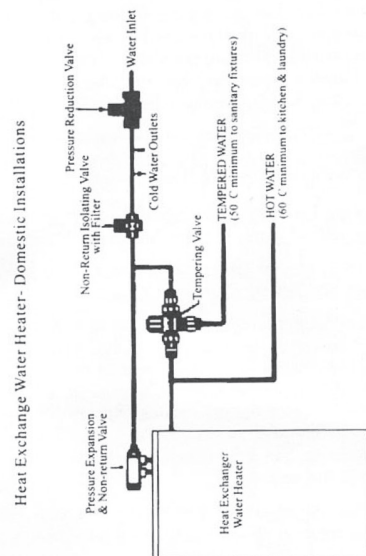 Heat Exchange Water Heater- Domestic Installations
Pressure Reduction Valve
Water Inlet
Non-Return Isolating Valve
with Filter
Cold Water Outlets
Pressure Expansion
& Non-return Valve
Tempering Valve
TEMPERED WATER
(50 C minimum to sanitary fixtures)
HOT WATER
(60 C minimum to kitchen & laundry)
Heat Exchanger
Water Heater